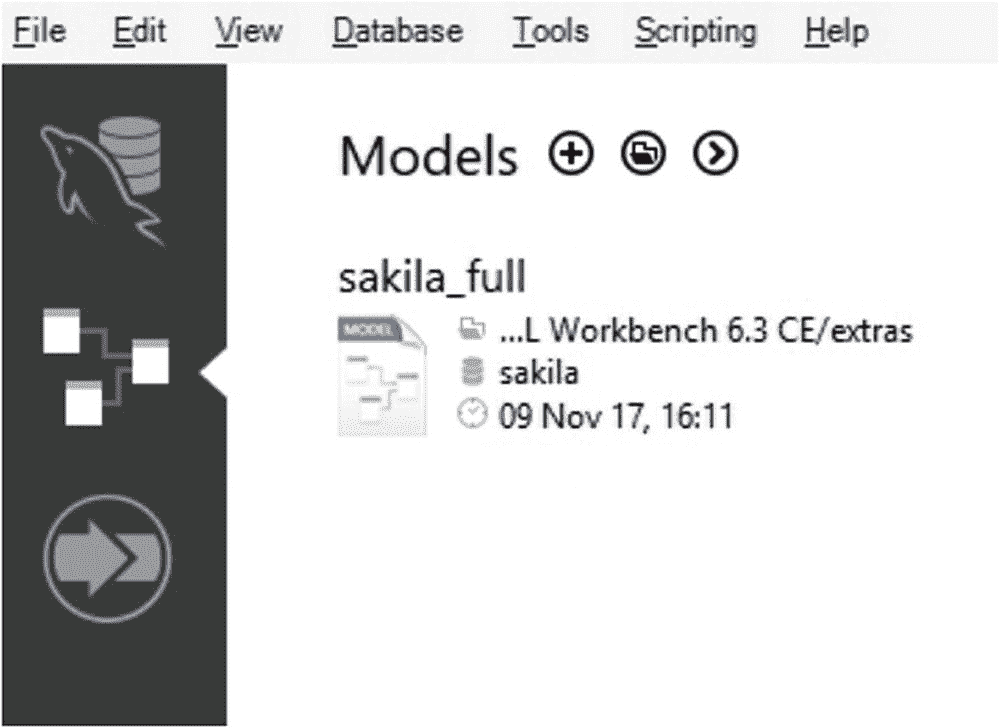 File Edit View Database Tools Scripting Help
Models
sakila_full
MODEL
...L Workbench 6.3 CE/extras
sakila
09 Nov 17, 16:11